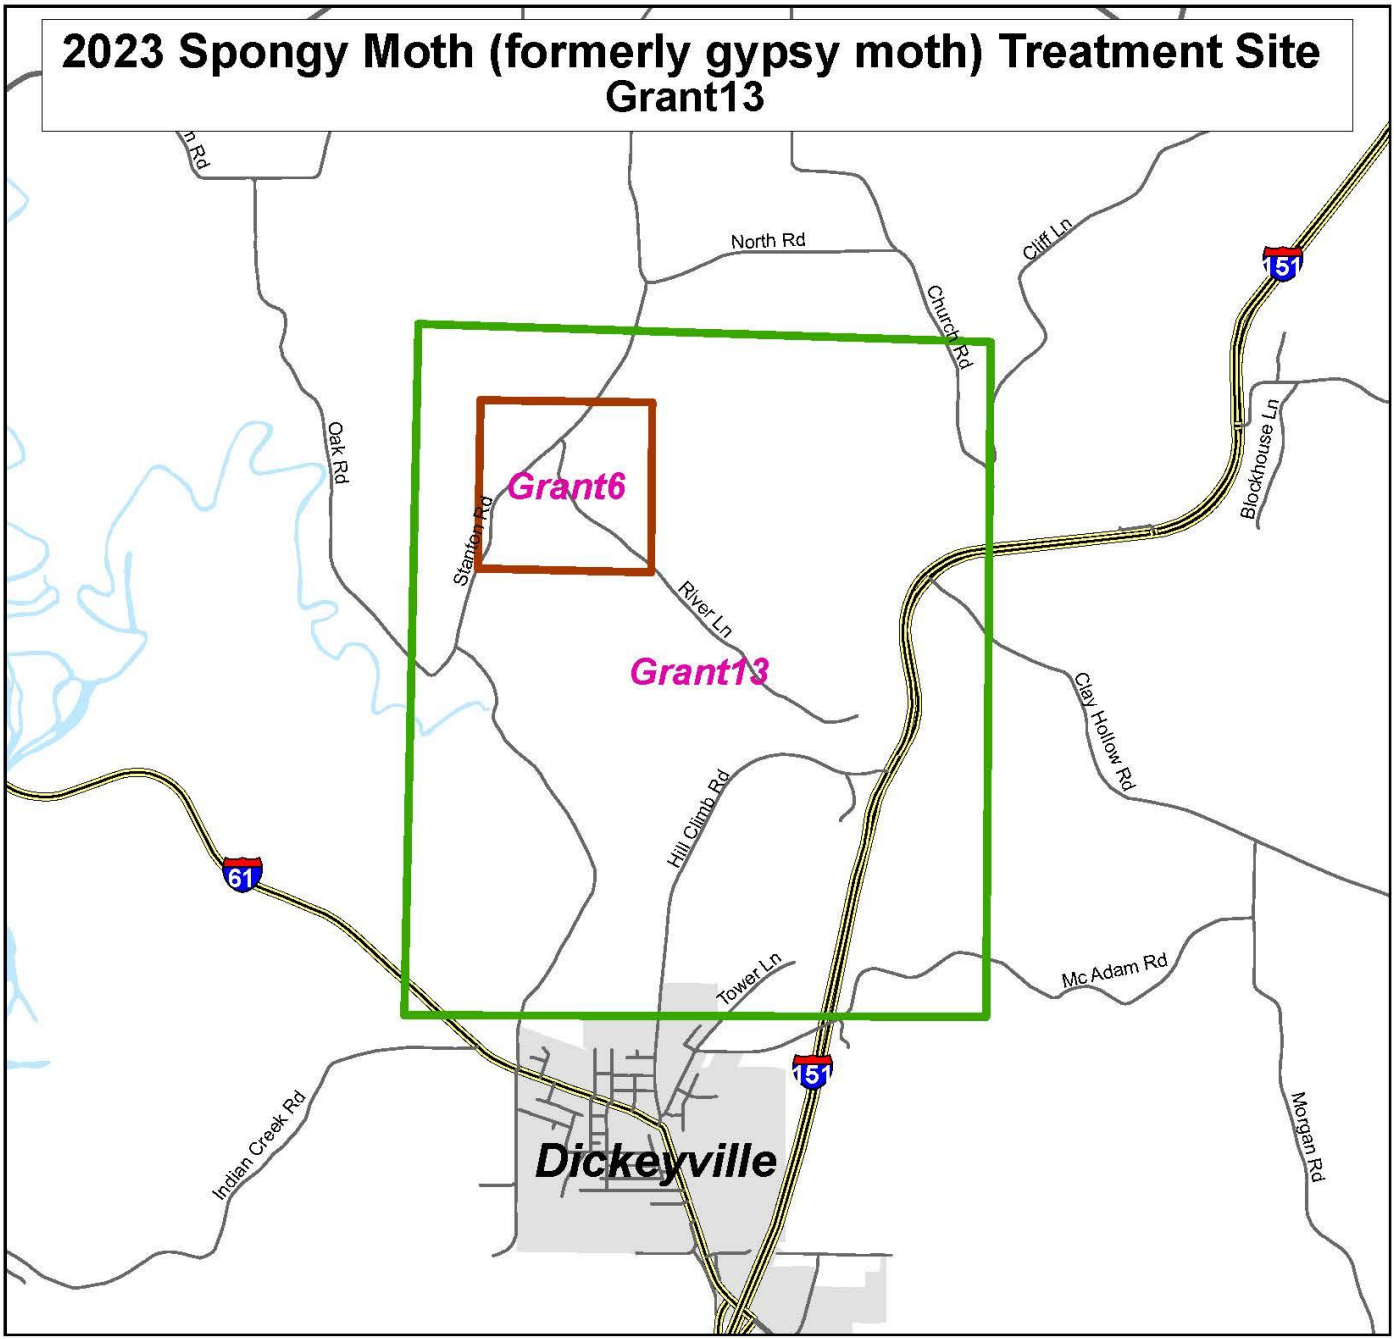 2023 Spongy Moth (formerly gypsy moth) Treatment Site
Grant13
n Rd
North Rd
Cliff Ln
151
Church Rd
Oak Rd
Blockhouse Ln
Grant6
Stanton Rd
River Ln
Grant13
Clay Hollow Rd
Hill Climb Rd
61
Tower Ln
Mc Adam Rd
151
Indian Creek Rd
Morgan Rd
Dickeyville